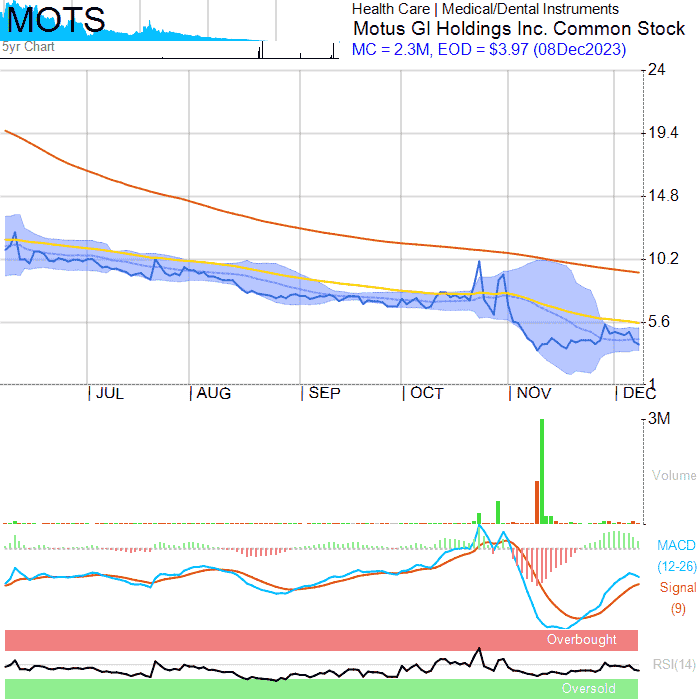 MOTS
5yr Chart
Health Care | Medical/Dental Instruments
Motus GI Holdings Inc. Common Stock
MC = 2.3M, EOD = $3.97 (08Dec2023)
24
19.4
14.8
10.2
5.6
1
JUL AUG SEP OCT NOV DEC
3M
Volume
MACD
(12-26)
Signal
(9)
Overbought
RSI(14)
Oversold